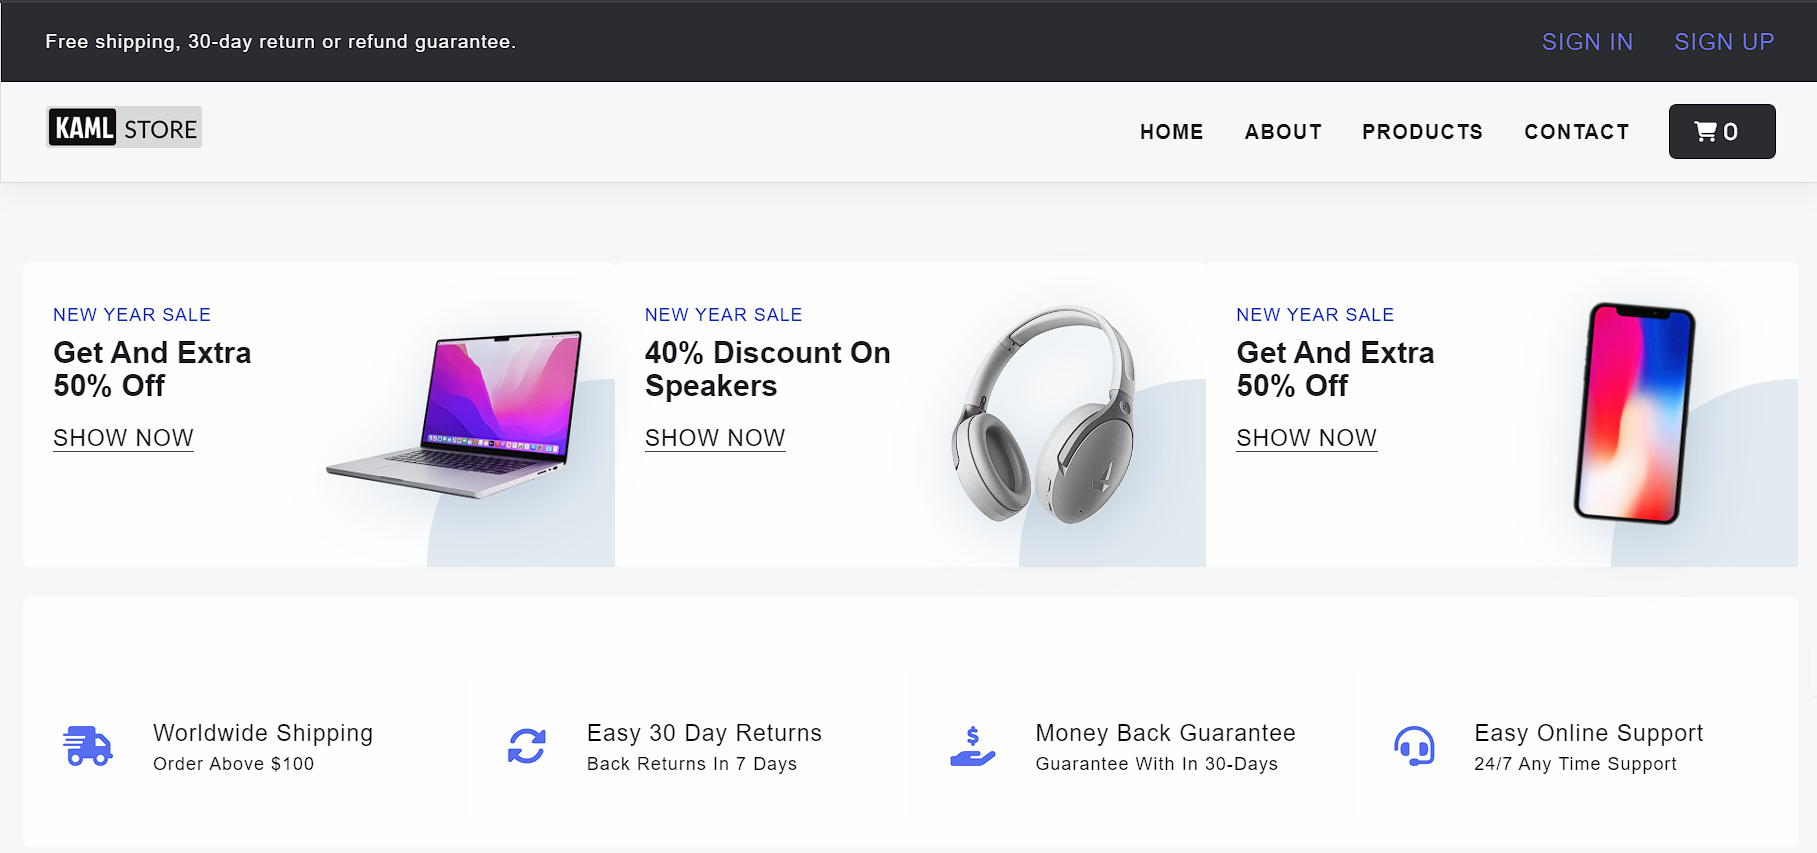 Free shipping, 30-day return or refund guarantee.
SIGN IN SIGN UP
KAML STORE
HOME ABOUT PRODUCTS CONTACT 0
NEW YEAR SALE
Get And Extra
50% Off
SHOW NOW
NEW YEAR SALE
40% Discount On
Speakers
SHOW NOW
NEW YEAR SALE
Get And Extra
50% Off
SHOW NOW
Worldwide Shipping
Order Above $100
Easy 30 Day Returns
Back Returns In 7 Days
Money Back Guarantee
Guarantee With In 30-Days
Easy Online Support
24/7 Any Time Support